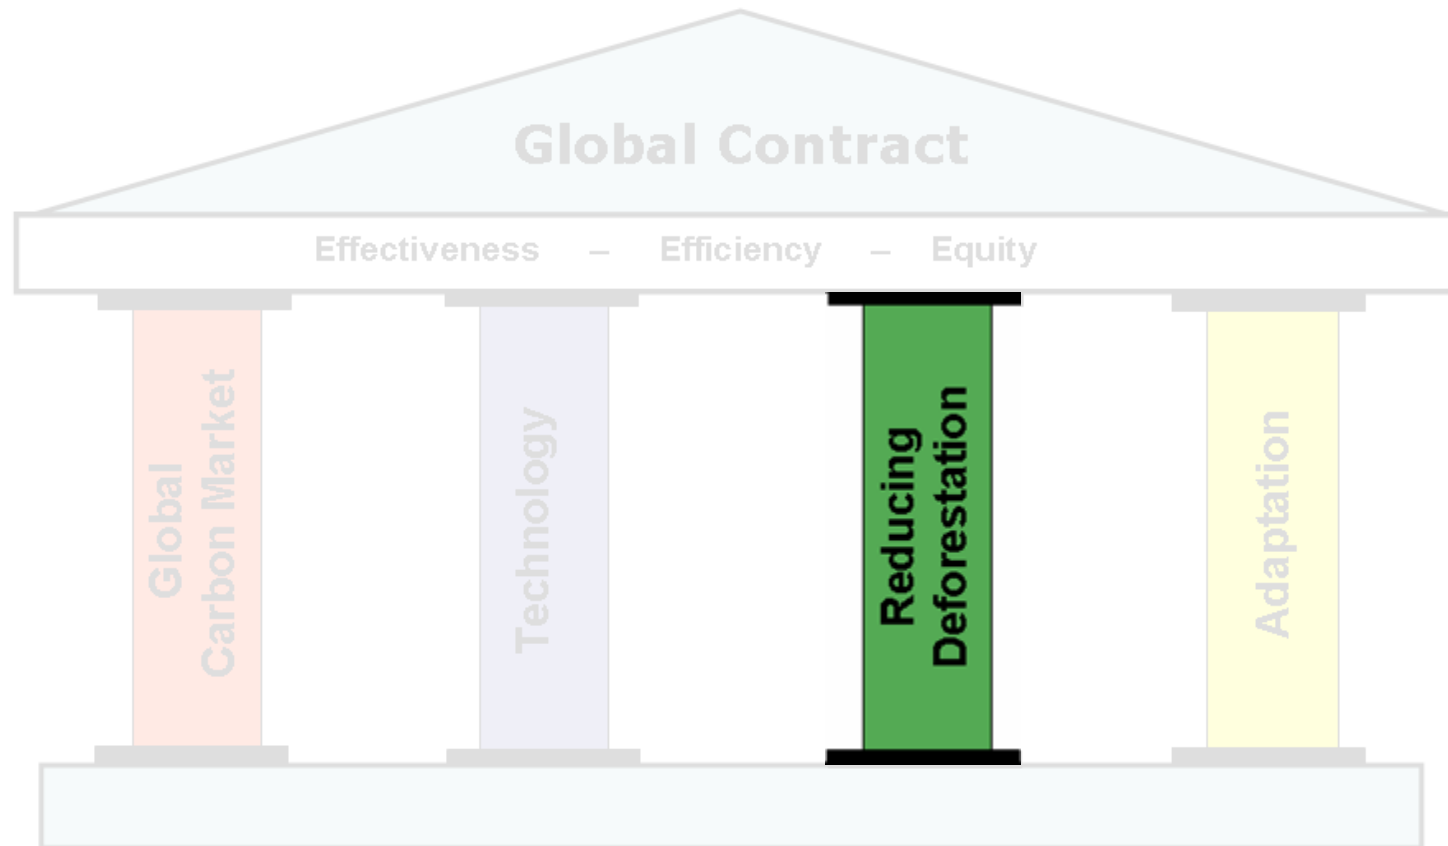 Global Contract
Effectiveness – Efficiency – Equity
Global
Carbon Market
Technology
Reducing
Deforestation
Adaptation